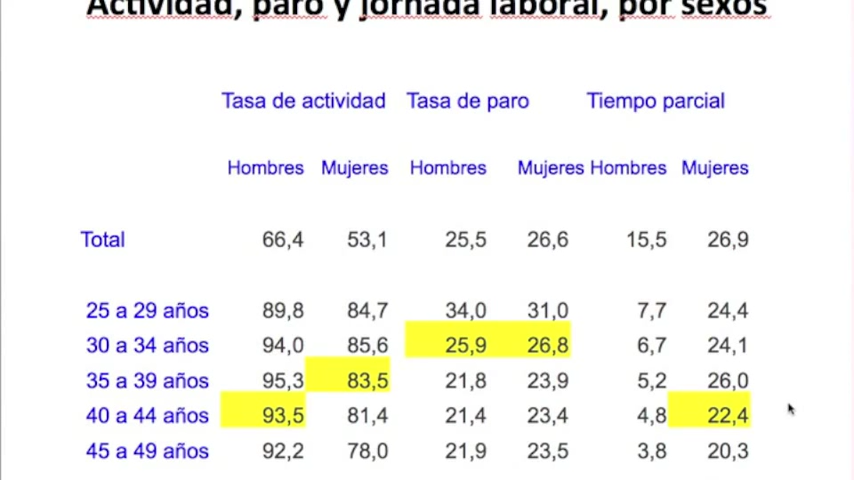 Actividad, paro y jornada laboral, por sexos
Tasa de actividad Tasa de paro Tiempo parcial
Hombres Mujeres Hombres Mujeres Hombres Mujeres
Total 66,4 53,1 25,5 26,6 15,5 26,9
25 a 29 años 89,8 84,7 34,0 31,0 7,7 24,4
30 a 34 años 94,0 85,6 25,9 26,8 6,7 24,1
35 a 39 años 95,3 83,5 21,8 23,9 5,2 26,0
40 a 44 años 93,5 81,4 21,4 23,4 4,8 22,4
45 a 49 años 92,2 78,0 21,9 23,5 3,8 20,3